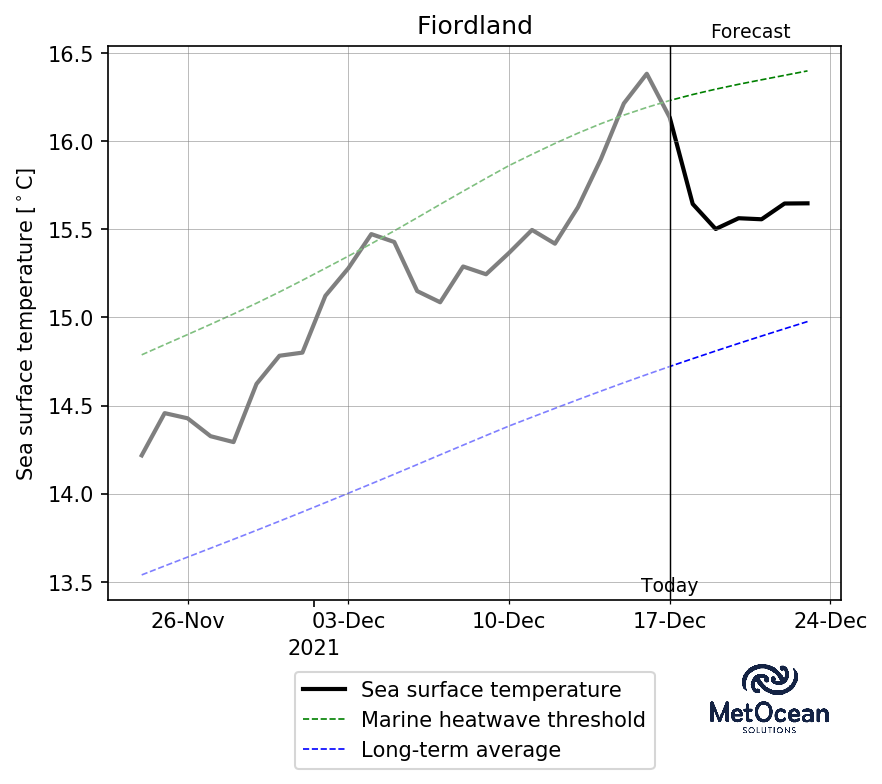 Fiordland
Forecast
Sea surface temperature [°C]
16.5
16.0
15.5
15.0
14.5
14.0
13.5
Today
26-Nov 03-Dec 10-Dec 17-Dec 24-Dec
2021
Sea surface temperature
Marine heatwave threshold
Long-term average
MetOcean
SOLUTIONS